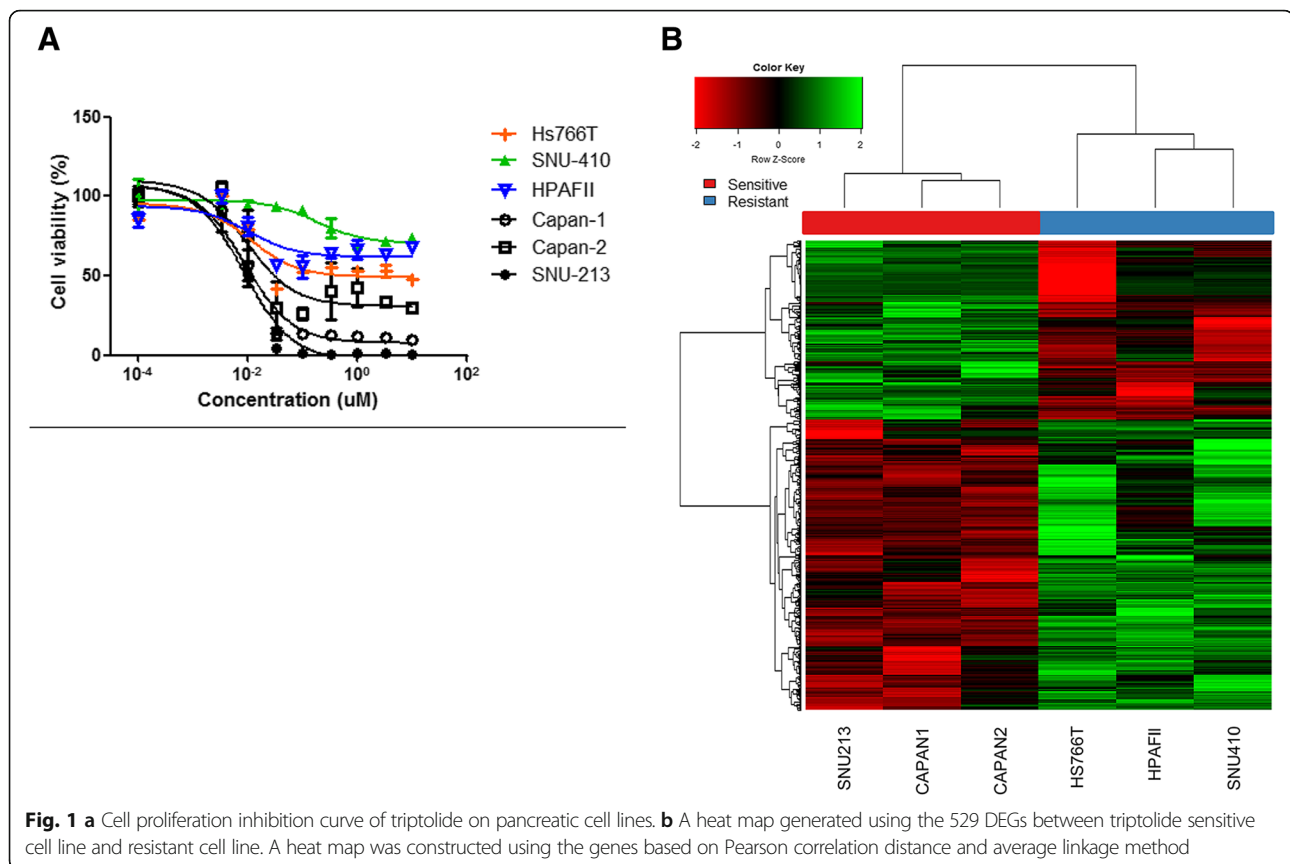 A
150
100
50
0
Cell viability (%)
10-4
10-2
100
102
Concentration (uM)
Hs766T
SNU-410
HPAFII
Capan-1
Capan-2
SNU-213
B
Color Key
-2 -1 0 1 2
Row Z-Score
Sensitive
Resistant
SNU213
CAPAN1
CAPAN2
HS766T
HPAFII
SNU410
Fig. 1 a Cell proliferation inhibition curve of triptolide on pancreatic cell lines. b A heat map generated using the 529 DEGs between triptolide sensitive
cell line and resistant cell line. A heat map was constructed using the genes based on Pearson correlation distance and average linkage method